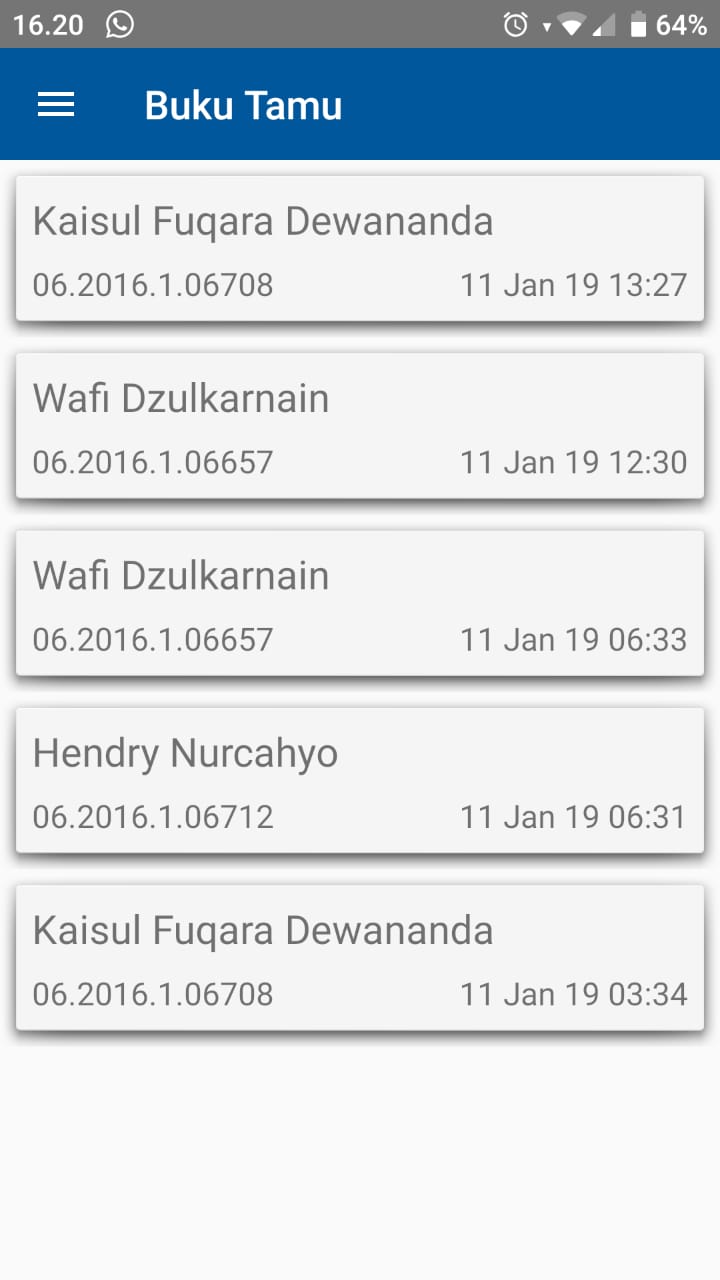 16.20 64%
Buku Tamu
Kaisul Fuqara Dewananda
06.2016.1.06708 11 Jan 19 13:27
Wafi Dzulkarnain
06.2016.1.06657 11 Jan 19 12:30
Wafi Dzulkarnain
06.2016.1.06657 11 Jan 19 06:33
Hendry Nurcahyo
06.2016.1.06712 11 Jan 19 06:31
Kaisul Fuqara Dewananda
06.2016.1.06708 11 Jan 19 03:34